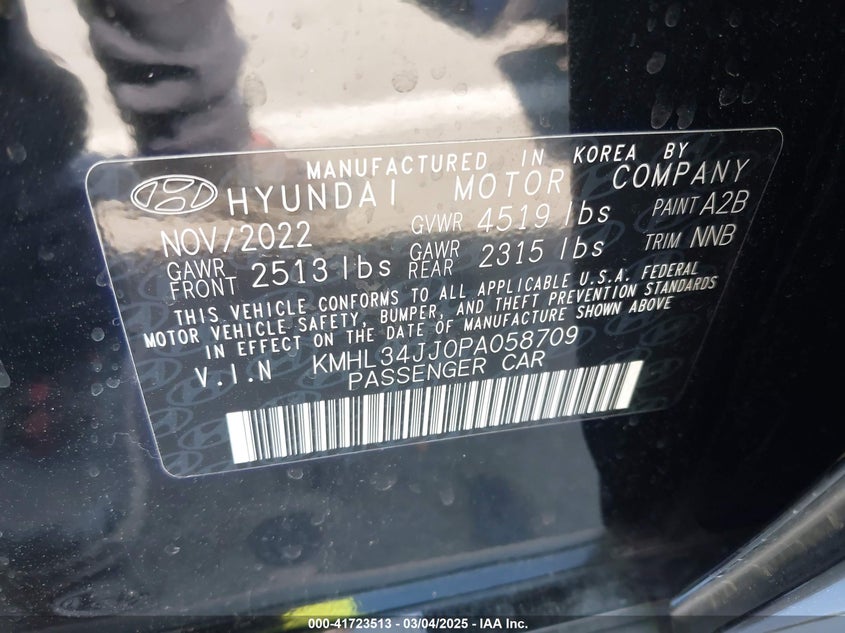 MANUFACTURED IN KOREA BY
HYUNDAI MOTOR COMPANY
NOV/2022 GVWR 4519 lbs PAINT A2B
GAWR FRONT 2513 lbs GAWR REAR 2315 lbs TRIM NNB
THIS VEHICLE CONFORMS TO ALL APPLICABLE U.S.A. FEDERAL
MOTOR VEHICLE SAFETY, BUMPER, AND THEFT PREVENTION STANDARDS
IN EFFECT ON THE DATE OF MANUFACTURE SHOWN ABOVE
V.I.N KMHL34JJ0PA058709
PASSENGER CAR
000-41723513 - 03/04/2025 - IAA Inc.